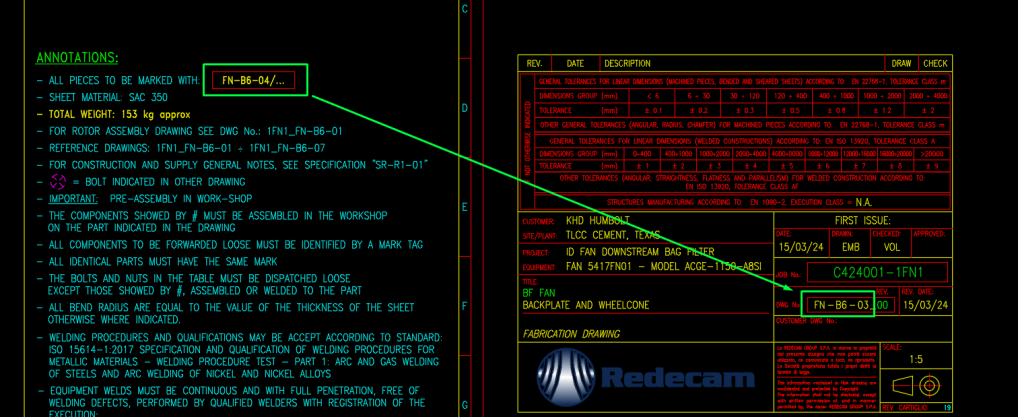 C
D
E
F
G
ANNOTATIONS:
– ALL PIECES TO BE MARKED WITH: FN-B6-04/...
– SHEET MATERIAL: SAC 350
– TOTAL WEIGHT: 153 kg approx
– FOR ROTOR ASSEMBLY DRAWING SEE DWG No.: 1FN1_FN-B6-01
– REFERENCE DRAWINGS: 1FN1_FN-B6-01 ÷ 1FN1_FN-B6-07
– FOR CONSTRUCTION AND SUPPLY GENERAL NOTES, SEE SPECIFICATION "SR-R1-01"
– = BOLT INDICATED IN OTHER DRAWING
– IMPORTANT: PRE-ASSEMBLY IN WORK-SHOP
– THE COMPONENTS SHOWED BY # MUST BE ASSEMBLED IN THE WORKSHOP
ON THE PART INDICATED IN THE DRAWING
– ALL COMPONENTS TO BE FORWARDED LOOSE MUST BE IDENTIFIED BY A MARK TAG
– ALL IDENTICAL PARTS MUST HAVE THE SAME MARK
– THE BOLTS AND NUTS IN THE TABLE MUST BE DISPATCHED LOOSE
EXCEPT THOSE SHOWED BY #, ASSEMBLED OR WELDED TO THE PART
– ALL BEND RADIUS ARE EQUAL TO THE VALUE OF THE THICKNESS OF THE SHEET
OTHERWISE WHERE INDICATED.
– WELDING PROCEDURES AND QUALIFICATIONS MAY BE ACCEPT ACCORDING TO STANDARD:
ISO 15614-1:2017 SPECIFICATION AND QUALIFICATION OF WELDING PROCEDURES FOR
METALLIC MATERIALS – WELDING PROCEDURE TEST – PART 1: ARC AND GAS WELDING
OF STEELS AND ARC WELDING OF NICKEL AND NICKEL ALLOYS
– EQUIPMENT WELDS MUST BE CONTINUOUS AND WITH FULL PENETRATION, FREE OF
WELDING DEFECTS, PERFORMED BY QUALIFIED WELDERS WITH REGISTRATION OF THE
EXECUTION:
REV. DATE DESCRIPTION DRAW CHECK
NOT OTHERWISE INDICATED
GENERAL TOLERANCES FOR LINEAR DIMENSIONS (MACHINED PIECES, BENDED AND SHEARED SHEETS) ACCORDING TO: EN 22768-1, TOLERANCE CLASS m
DIMENSIONS GROUP [mm] < 6 6 ÷ 30 30 ÷ 120 120 ÷ 400 400 ÷ 1000 1000 ÷ 2000 2000 ÷ 4000
TOLERANCE [mm] ± 0.1 ± 0.2 ± 0.3 ± 0.5 ± 0.8 ± 1.2 ± 2
OTHER GENERAL TOLERANCES (ANGULAR, RADIUS, CHAMFER) FOR MACHINED PIECES ACCORDING TO: EN 22768-1, TOLERANCE CLASS m
GENERAL TOLERANCES FOR LINEAR DIMENSIONS (WELDED CONSTRUCTIONS) ACCORDING TO: EN ISO 13920, TOLERANCE CLASS A
DIMENSIONS GROUP [mm] 0÷400 400÷1000 1000÷2000 2000÷4000 4000÷8000 8000÷12000 12000÷16000 16000÷20000 >20000
TOLERANCE [mm] ± 1 ± 2 ± 3 ± 4 ± 5 ± 6 ± 7 ± 8 ± 9
OTHER TOLERANCES (ANGULAR, STRAIGHTNESS, FLATNESS AND PARALLELISM) FOR WELDED CONSTRUCTION ACCORDING TO:
EN ISO 13920, TOLERANCE CLASS AF
STRUCTURES MANUFACTURING ACCORDING TO: EN 1090-2, EXECUTION CLASS = N.A.
CUSTOMER: KHD HUMBOLT
SITE/PLANT: TLCC CEMENT, TEXAS
PROJECT: ID FAN DOWNSTREAM BAG FILTER
EQUIPMENT FAN 5417FN01 – MODEL ACGE-1150-A8SI
TITLE:
BF FAN
BACKPLATE AND WHEELCONE
FABRICATION DRAWING
Redecam
FIRST ISSUE:
DATE: DRAWN: CHECKED: APPROVED:
15/03/24 EMB VOL
JOB No. C424001-1FN1
DWG No. FN-B6-03 REV. 00 REV. DATE: 15/03/24
CUSTOMER DWG No.:
SCALE:
1:5
REV. CARTIGLIO 19